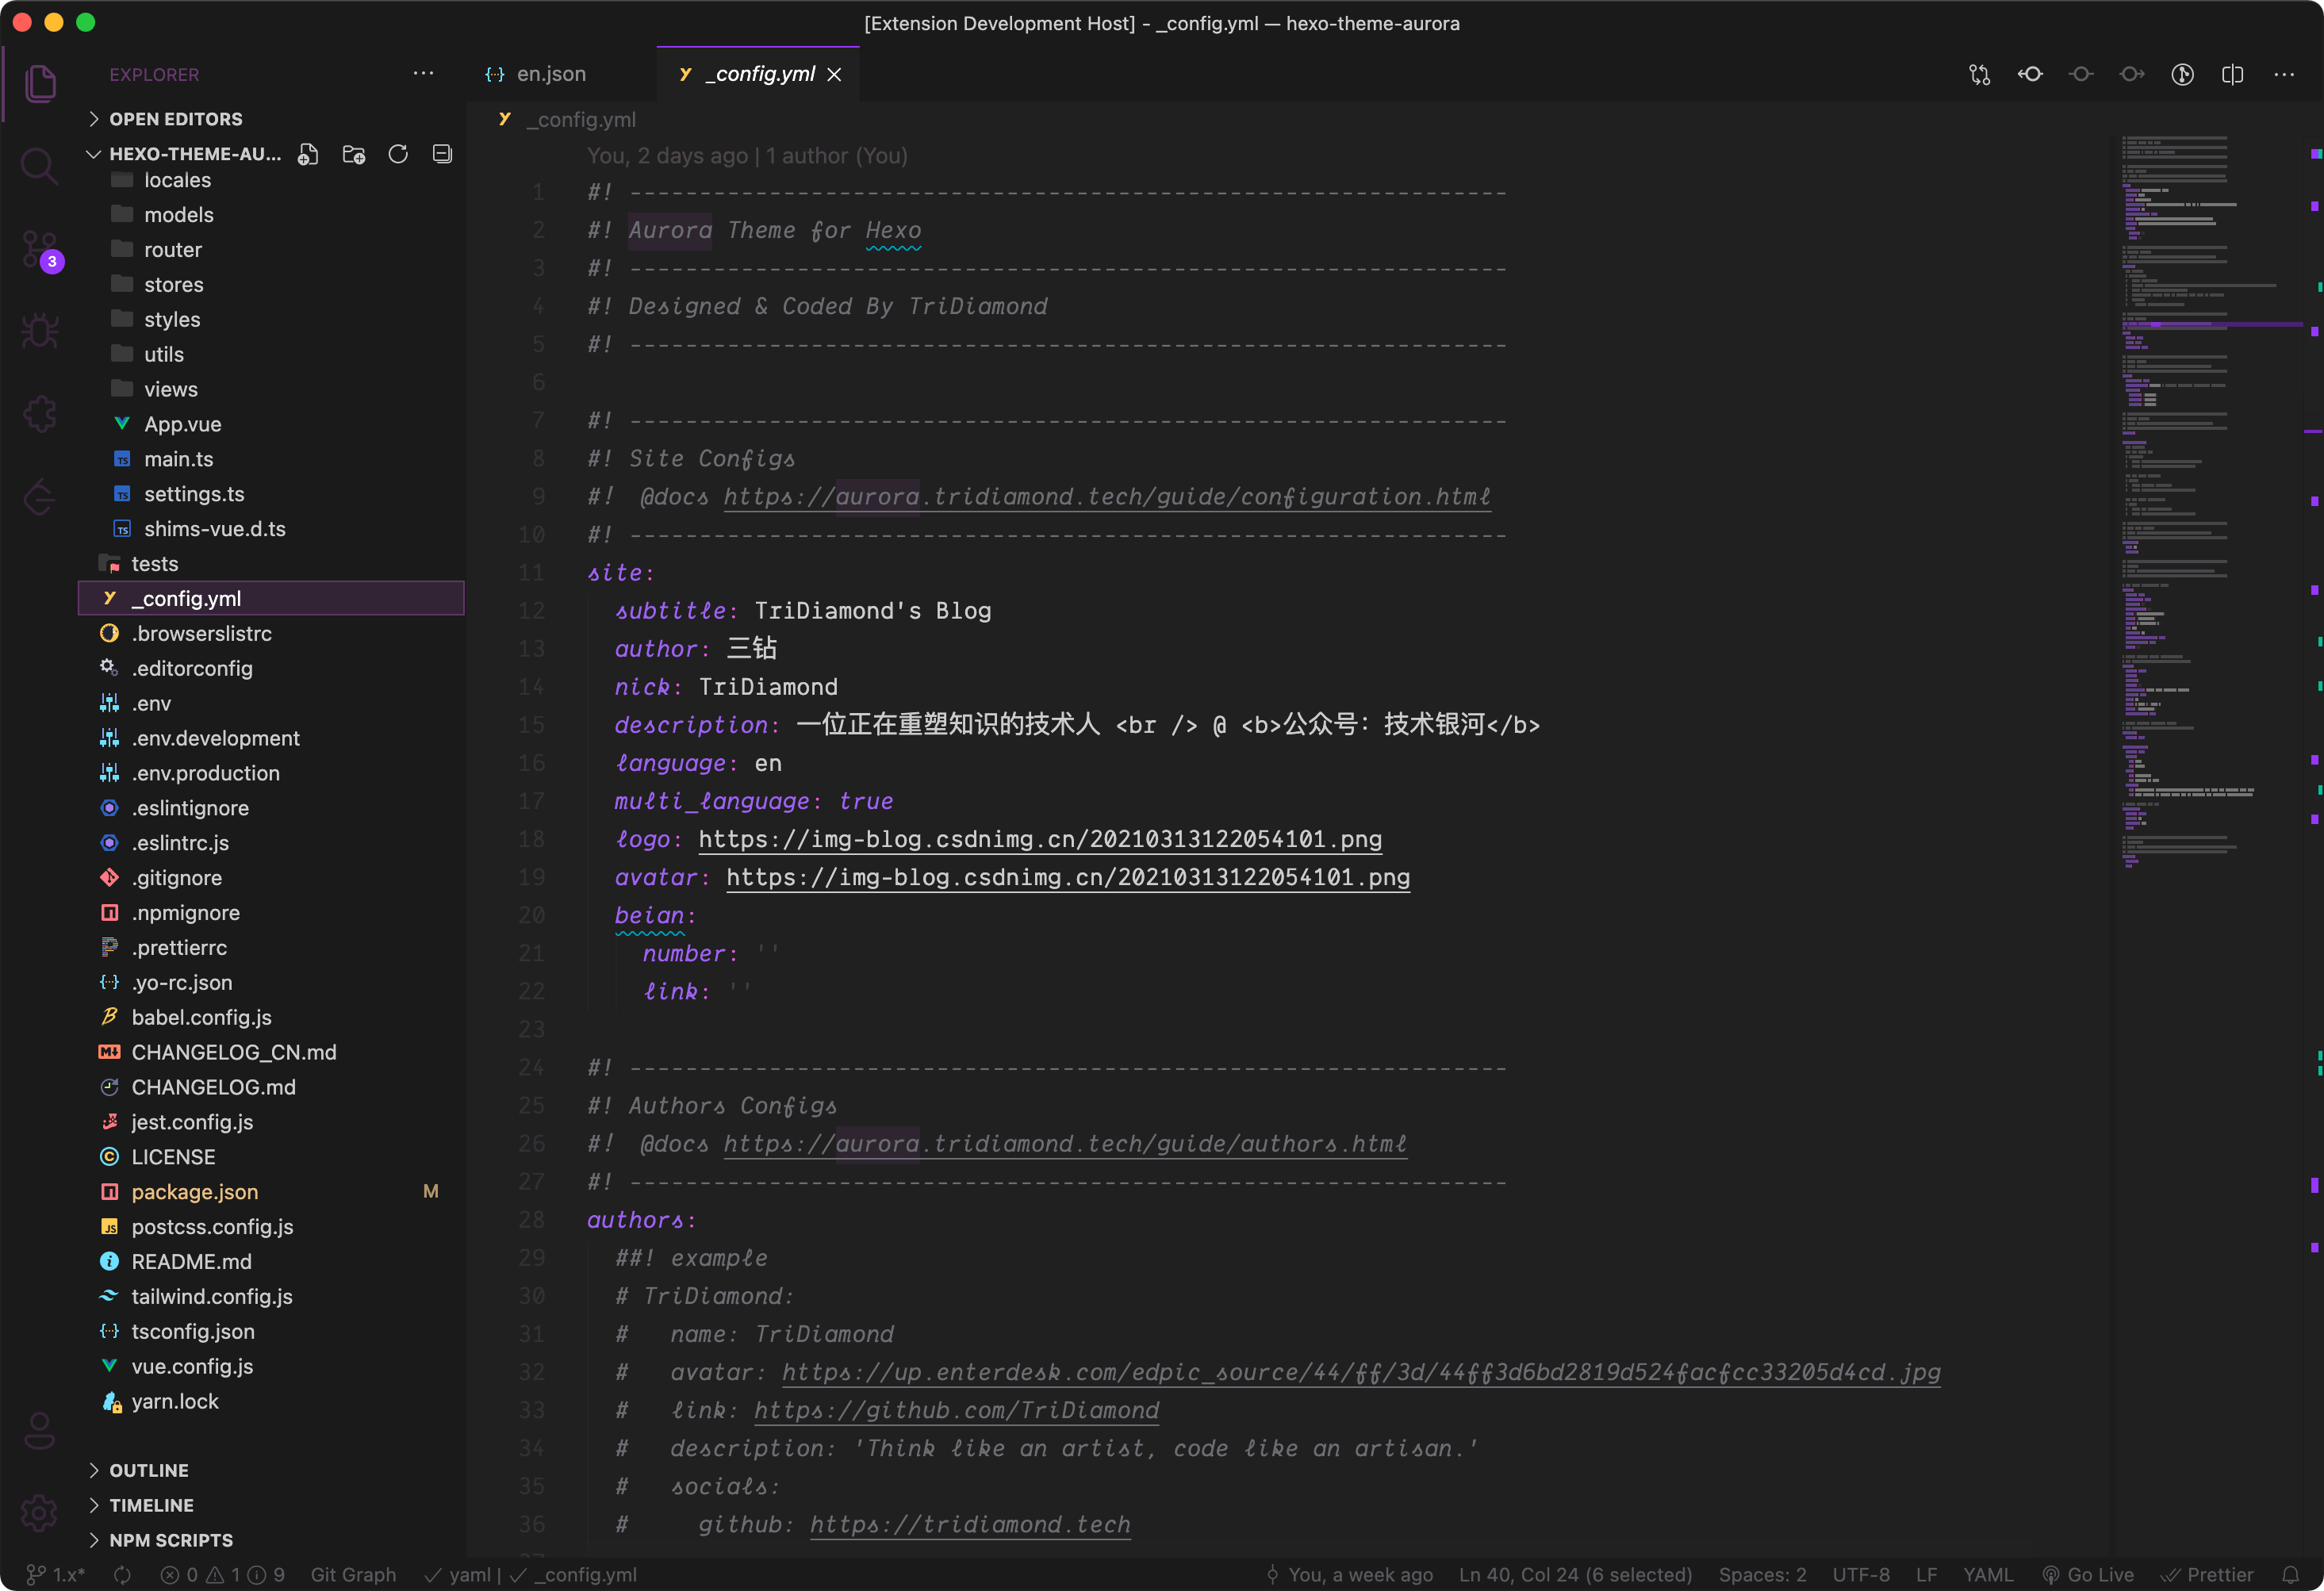 [Extension Development Host] - _config.yml — hexo-theme-aurora
EXPLORER
OPEN EDITORS
HEXO-THEME-AU...
locales
models
router
stores
styles
utils
views
App.vue
main.ts
settings.ts
shims-vue.d.ts
tests
_config.yml
.browserslistrc
.editorconfig
.env
.env.development
.env.production
.eslintignore
.eslintrc.js
.gitignore
.npmignore
.prettierrc
.yo-rc.json
babel.config.js
CHANGELOG_CN.md
CHANGELOG.md
jest.config.js
LICENSE
package.json M
postcss.config.js
README.md
tailwind.config.js
tsconfig.json
vue.config.js
yarn.lock
OUTLINE
TIMELINE
NPM SCRIPTS
3
en.json _config.yml
_config.yml
You, 2 days ago | 1 author (You)
1 #! ---------------------------------------------------------------
2 #! Aurora Theme for Hexo
3 #! ---------------------------------------------------------------
4 #! Designed & Coded By TriDiamond
5 #! ---------------------------------------------------------------
6
7 #! ---------------------------------------------------------------
8 #! Site Configs
9 #! @docs https://aurora.tridiamond.tech/guide/configuration.html
10 #! ---------------------------------------------------------------
11 site:
12 subtitle: TriDiamond's Blog
13 author: 三钻
14 nick: TriDiamond
15 description: 一位正在重塑知识的技术人 <br /> @ <b>公众号：技术银河</b>
16 language: en
17 multi_language: true
18 logo: https://img-blog.csdnimg.cn/20210313122054101.png
19 avatar: https://img-blog.csdnimg.cn/20210313122054101.png
20 beian:
21 number: ''
22 link: ''
23
24 #! ---------------------------------------------------------------
25 #! Authors Configs
26 #! @docs https://aurora.tridiamond.tech/guide/authors.html
27 #! ---------------------------------------------------------------
28 authors:
29 ##! example
30 # TriDiamond:
31 # name: TriDiamond
32 # avatar: https://up.enterdesk.com/edpic_source/44/ff/3d/44ff3d6bd2819d524facfcc33205d4cd.jpg
33 # link: https://github.com/TriDiamond
34 # description: 'Think like an artist, code like an artisan.'
35 # socials:
36 # github: https://tridiamond.tech
1.x* 0 1 9 Git Graph yaml | _config.yml You, a week ago Ln 40, Col 24 (6 selected) Spaces: 2 UTF-8 LF YAML Go Live Prettier